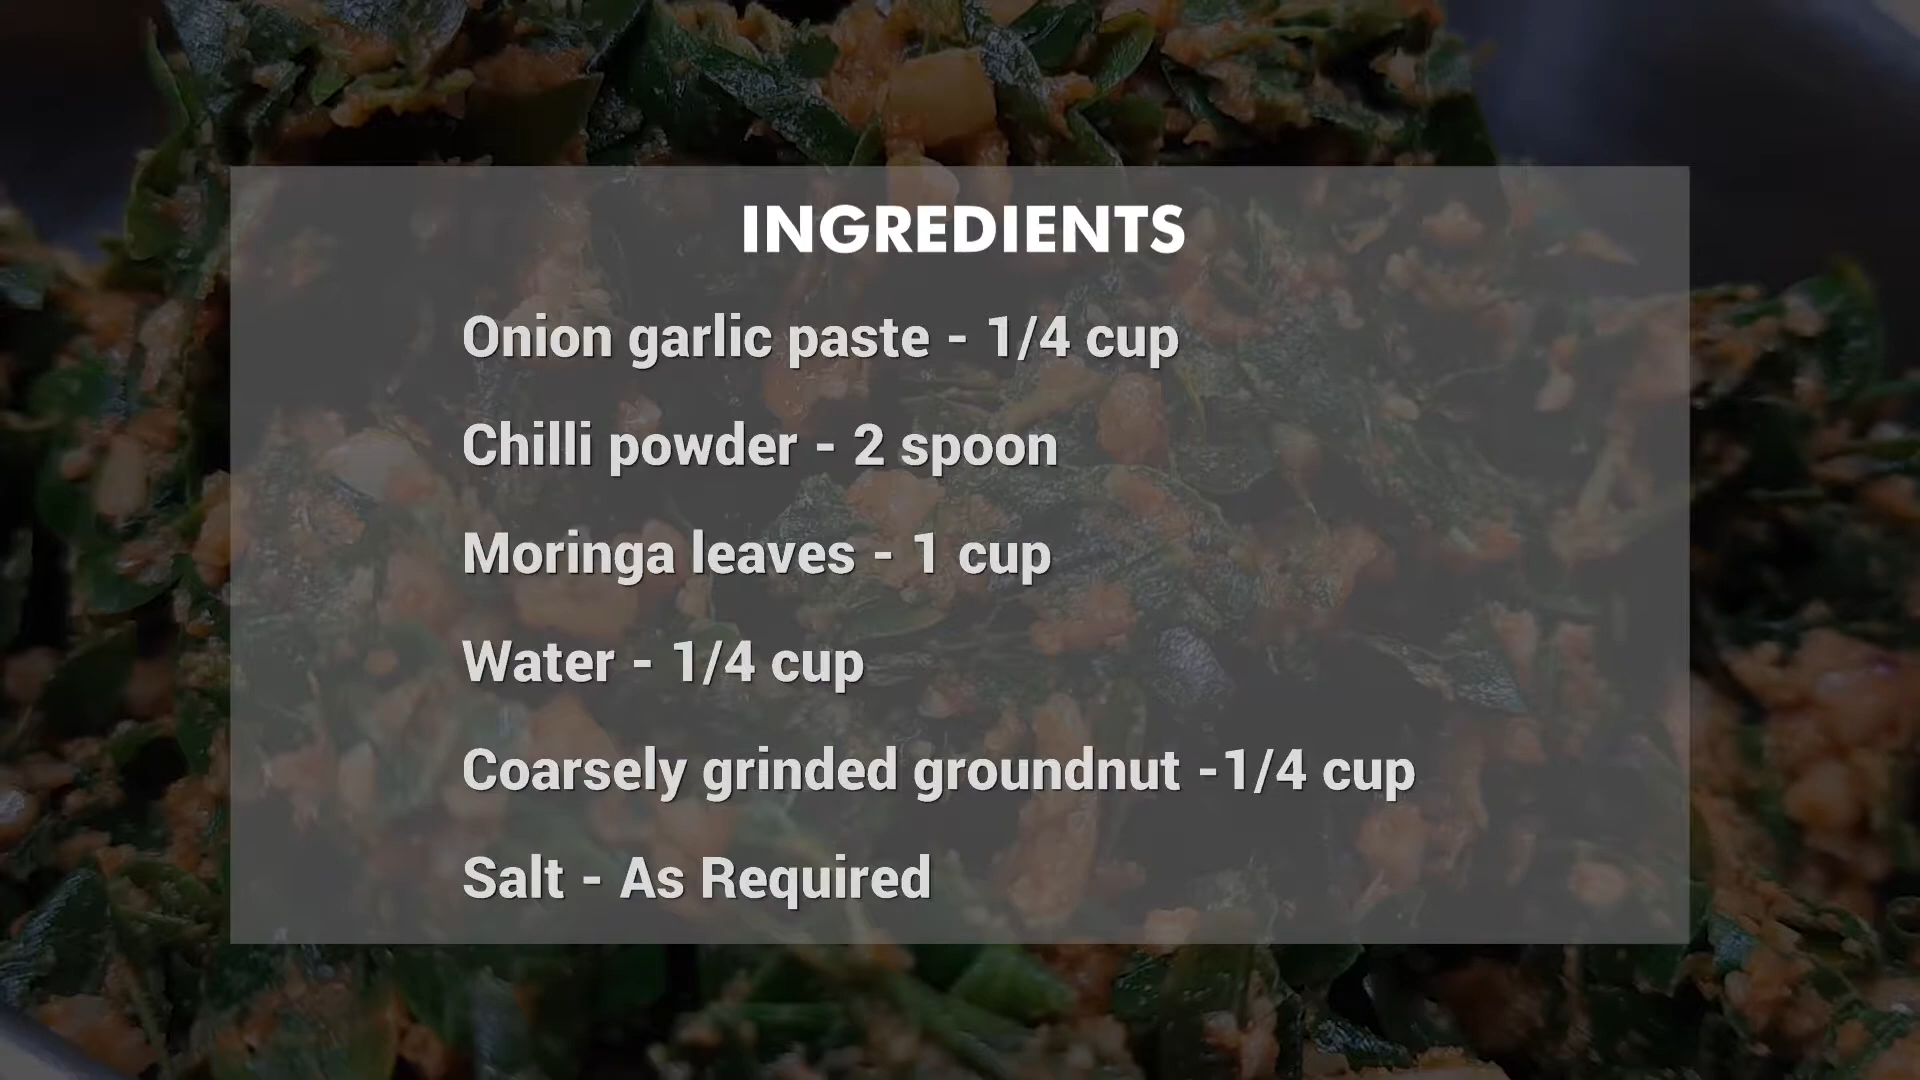 INGREDIENTS
Onion garlic paste - 1/4 cup
Chilli powder - 2 spoon
Moringa leaves - 1 cup
Water - 1/4 cup
Coarsely grinded groundnut -1/4 cup
Salt - As Required